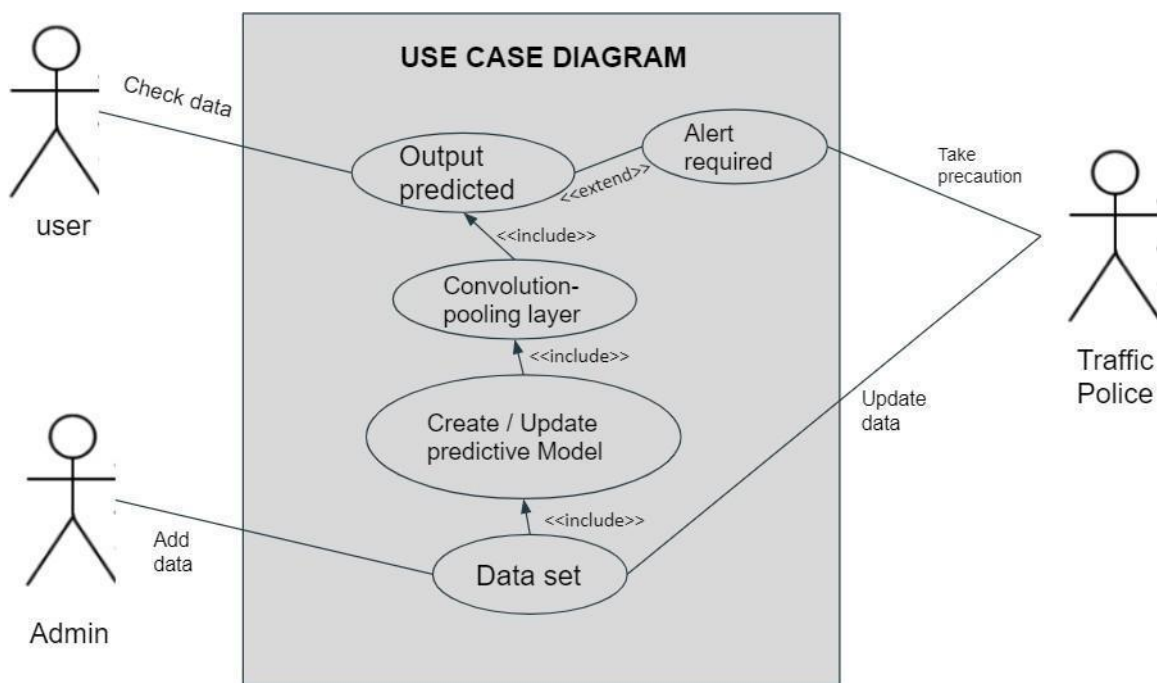 USE CASE DIAGRAM
Check data
Output
predicted
Alert
required
<<extend>>
Take
precaution
user
<<include>>
Convolution-
pooling layer
<<include>>
Traffic
Police
Create / Update
predictive Model
Update
data
<<include>>
Add
data
Data set
Admin